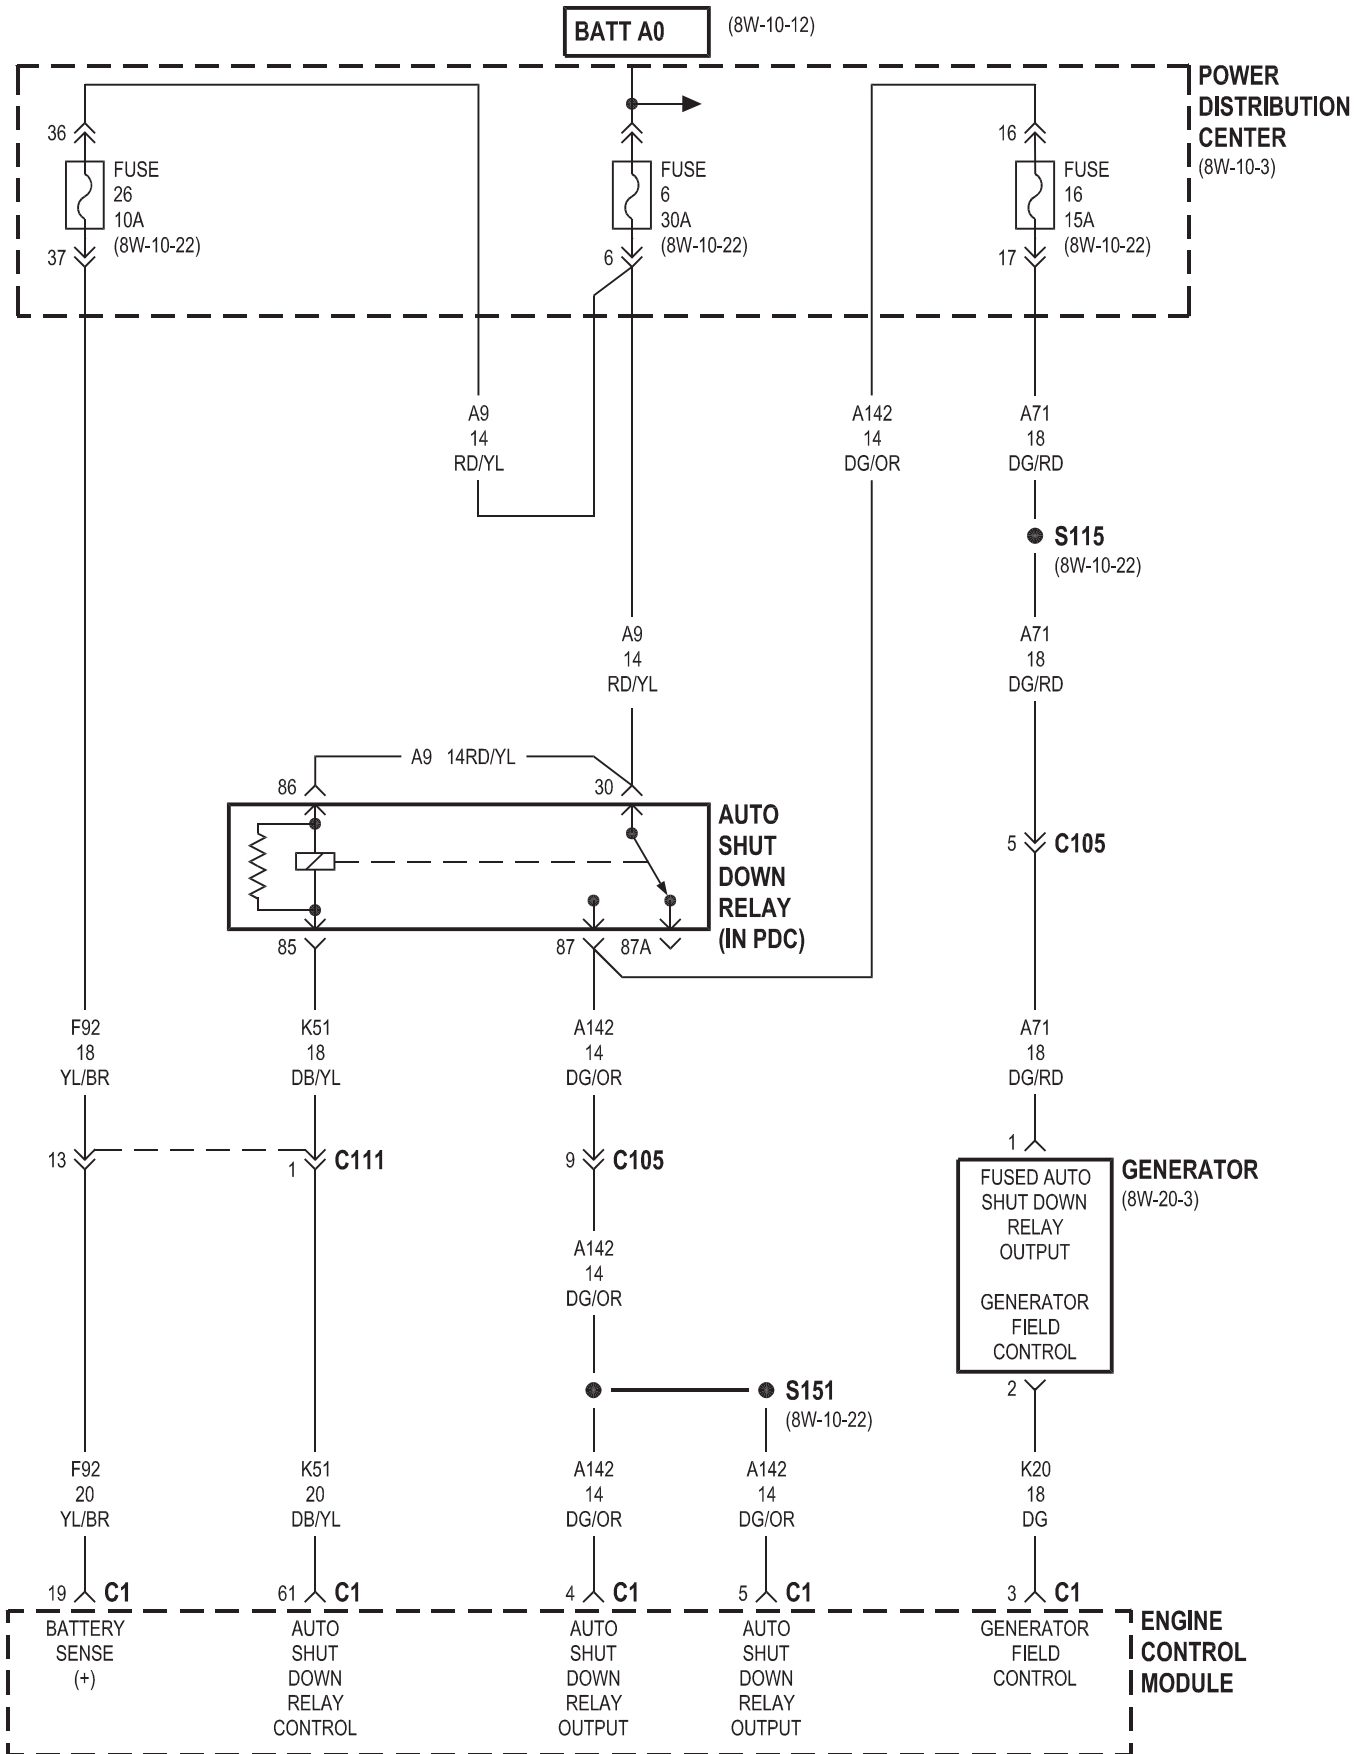 BATT A0
(8W-10-12)
POWER
DISTRIBUTION
CENTER
(8W-10-3)
36
FUSE
26
10A
(8W-10-22)
37
FUSE
6
30A
(8W-10-22)
6
16
FUSE
16
15A
(8W-10-22)
17
A9
14
RD/YL
A142
14
DG/OR
A71
18
DG/RD
S115
(8W-10-22)
A9
14
RD/YL
A71
18
DG/RD
A9 14RD/YL
86
30
AUTO
SHUT
DOWN
RELAY
(IN PDC)
5
C105
85
87
87A
F92
18
YL/BR
K51
18
DB/YL
A142
14
DG/OR
A71
18
DG/RD
13
1
C111
9
C105
1
FUSED AUTO
SHUT DOWN
RELAY
OUTPUT
GENERATOR
FIELD
CONTROL
GENERATOR
(8W-20-3)
A142
14
DG/OR
2
S151
(8W-10-22)
F92
20
YL/BR
K51
20
DB/YL
A142
14
DG/OR
A142
14
DG/OR
K20
18
DG
19 C1
61 C1
4 C1
5 C1
3 C1
BATTERY
SENSE
(+)
AUTO
SHUT
DOWN
RELAY
CONTROL
AUTO
SHUT
DOWN
RELAY
OUTPUT
AUTO
SHUT
DOWN
RELAY
OUTPUT
GENERATOR
FIELD
CONTROL
ENGINE
CONTROL
MODULE